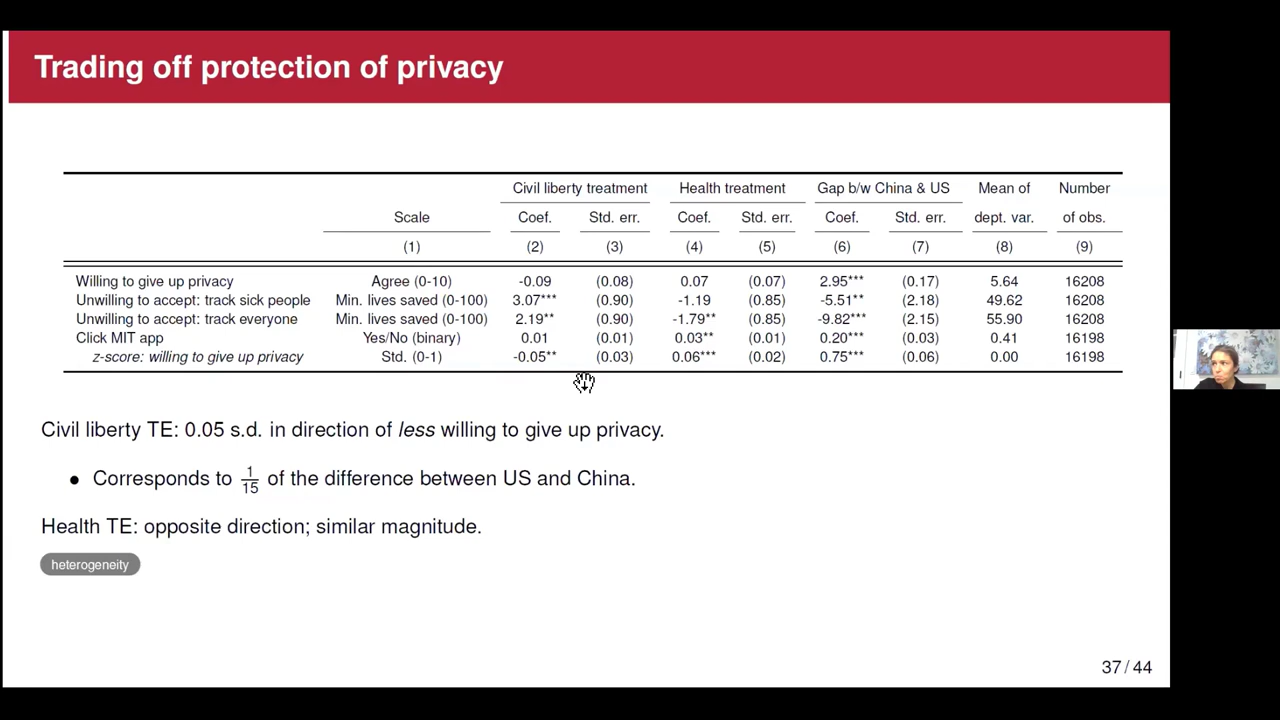 Trading off protection of privacy
Civil liberty treatment Health treatment Gap b/w China & US Mean of Number
Scale Coef. Std. err. Coef. Std. err. Coef. Std. err. dept. var. of obs.
(1) (2) (3) (4) (5) (6) (7) (8) (9)
Willing to give up privacy Agree (0-10) -0.09 (0.08) 0.07 (0.07) 2.95*** (0.17) 5.64 16208
Unwilling to accept: track sick people Min. lives saved (0-100) 3.07*** (0.90) -1.19 (0.85) -5.51** (2.18) 49.62 16208
Unwilling to accept: track everyone Min. lives saved (0-100) 2.19** (0.90) -1.79** (0.85) -9.82*** (2.15) 55.90 16208
Click MIT app Yes/No (binary) 0.01 (0.01) 0.03** (0.01) 0.20*** (0.03) 0.41 16198
z-score: willing to give up privacy Std. (0-1) -0.05** (0.03) 0.06*** (0.02) 0.75*** (0.06) 0.00 16198
Civil liberty TE: 0.05 s.d. in direction of less willing to give up privacy.
• Corresponds to 1/15 of the difference between US and China.
Health TE: opposite direction; similar magnitude.
heterogeneity
37 / 44